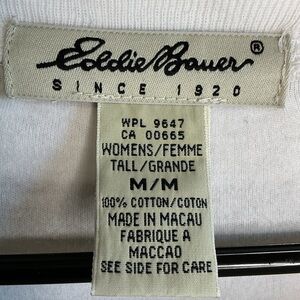 Eddie Bauer®
SINCE 1920
WPL 9647
CA 00665
WOMENS/FEMME
TALL/GRANDE
M/M
100% COTTON/COTON
MADE IN MACAU
FABRIQUE A
MACCAO
SEE SIDE FOR CARE